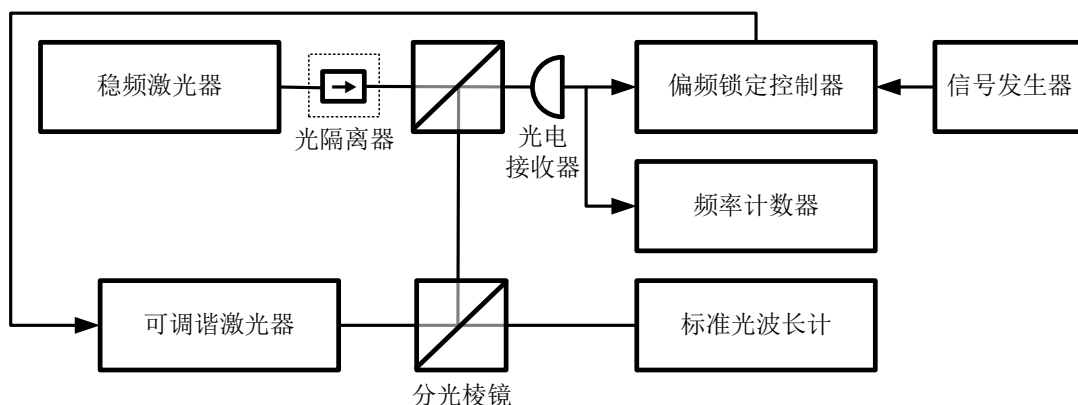 稳频激光器
光隔离器
光电
接收器
偏频锁定控制器
信号发生器
频率计数器
可调谐激光器
分光棱镜
标准光波长计